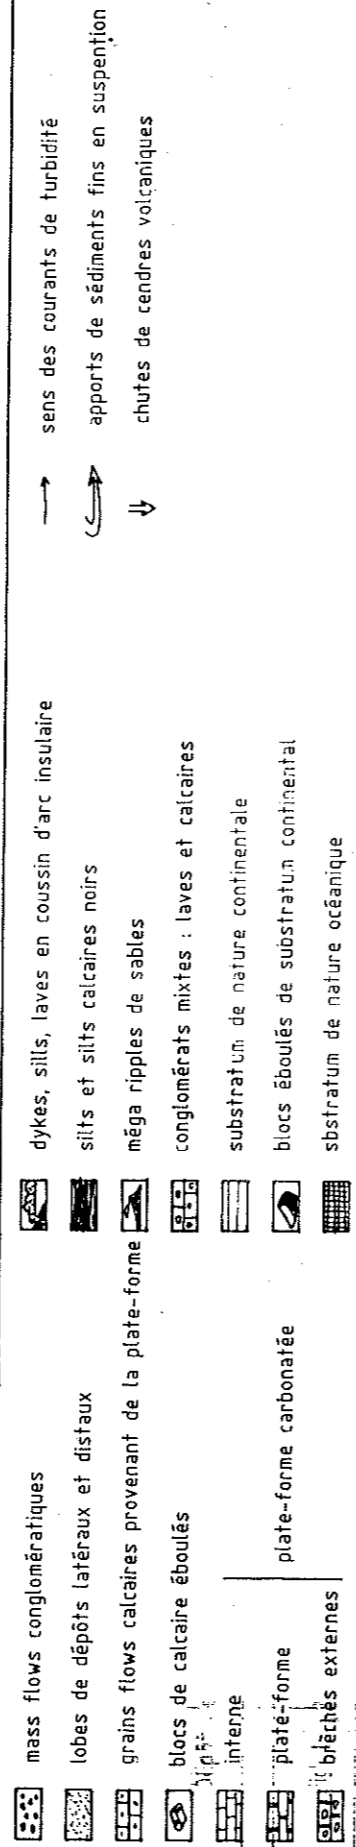 mass flows conglomératiques
lobes de dépôts latéraux et distaux
grains flows calcaires provenant de la plate-forme
blocs de calcaire éboulés
interne
plate-forme
brèches externes
plate-forme carbonatée
dykes, sills, laves en coussin d'arc insulaire
silts et silts calcaires noirs
méga ripples de sables
conglomérats mixtes : laves et calcaires
substratum de nature continentale
blocs éboulés de substratum continental
sbstratum de nature océanique
sens des courants de turbidité
apports de sédiments fins en suspention
chutes de cendres volcaniques